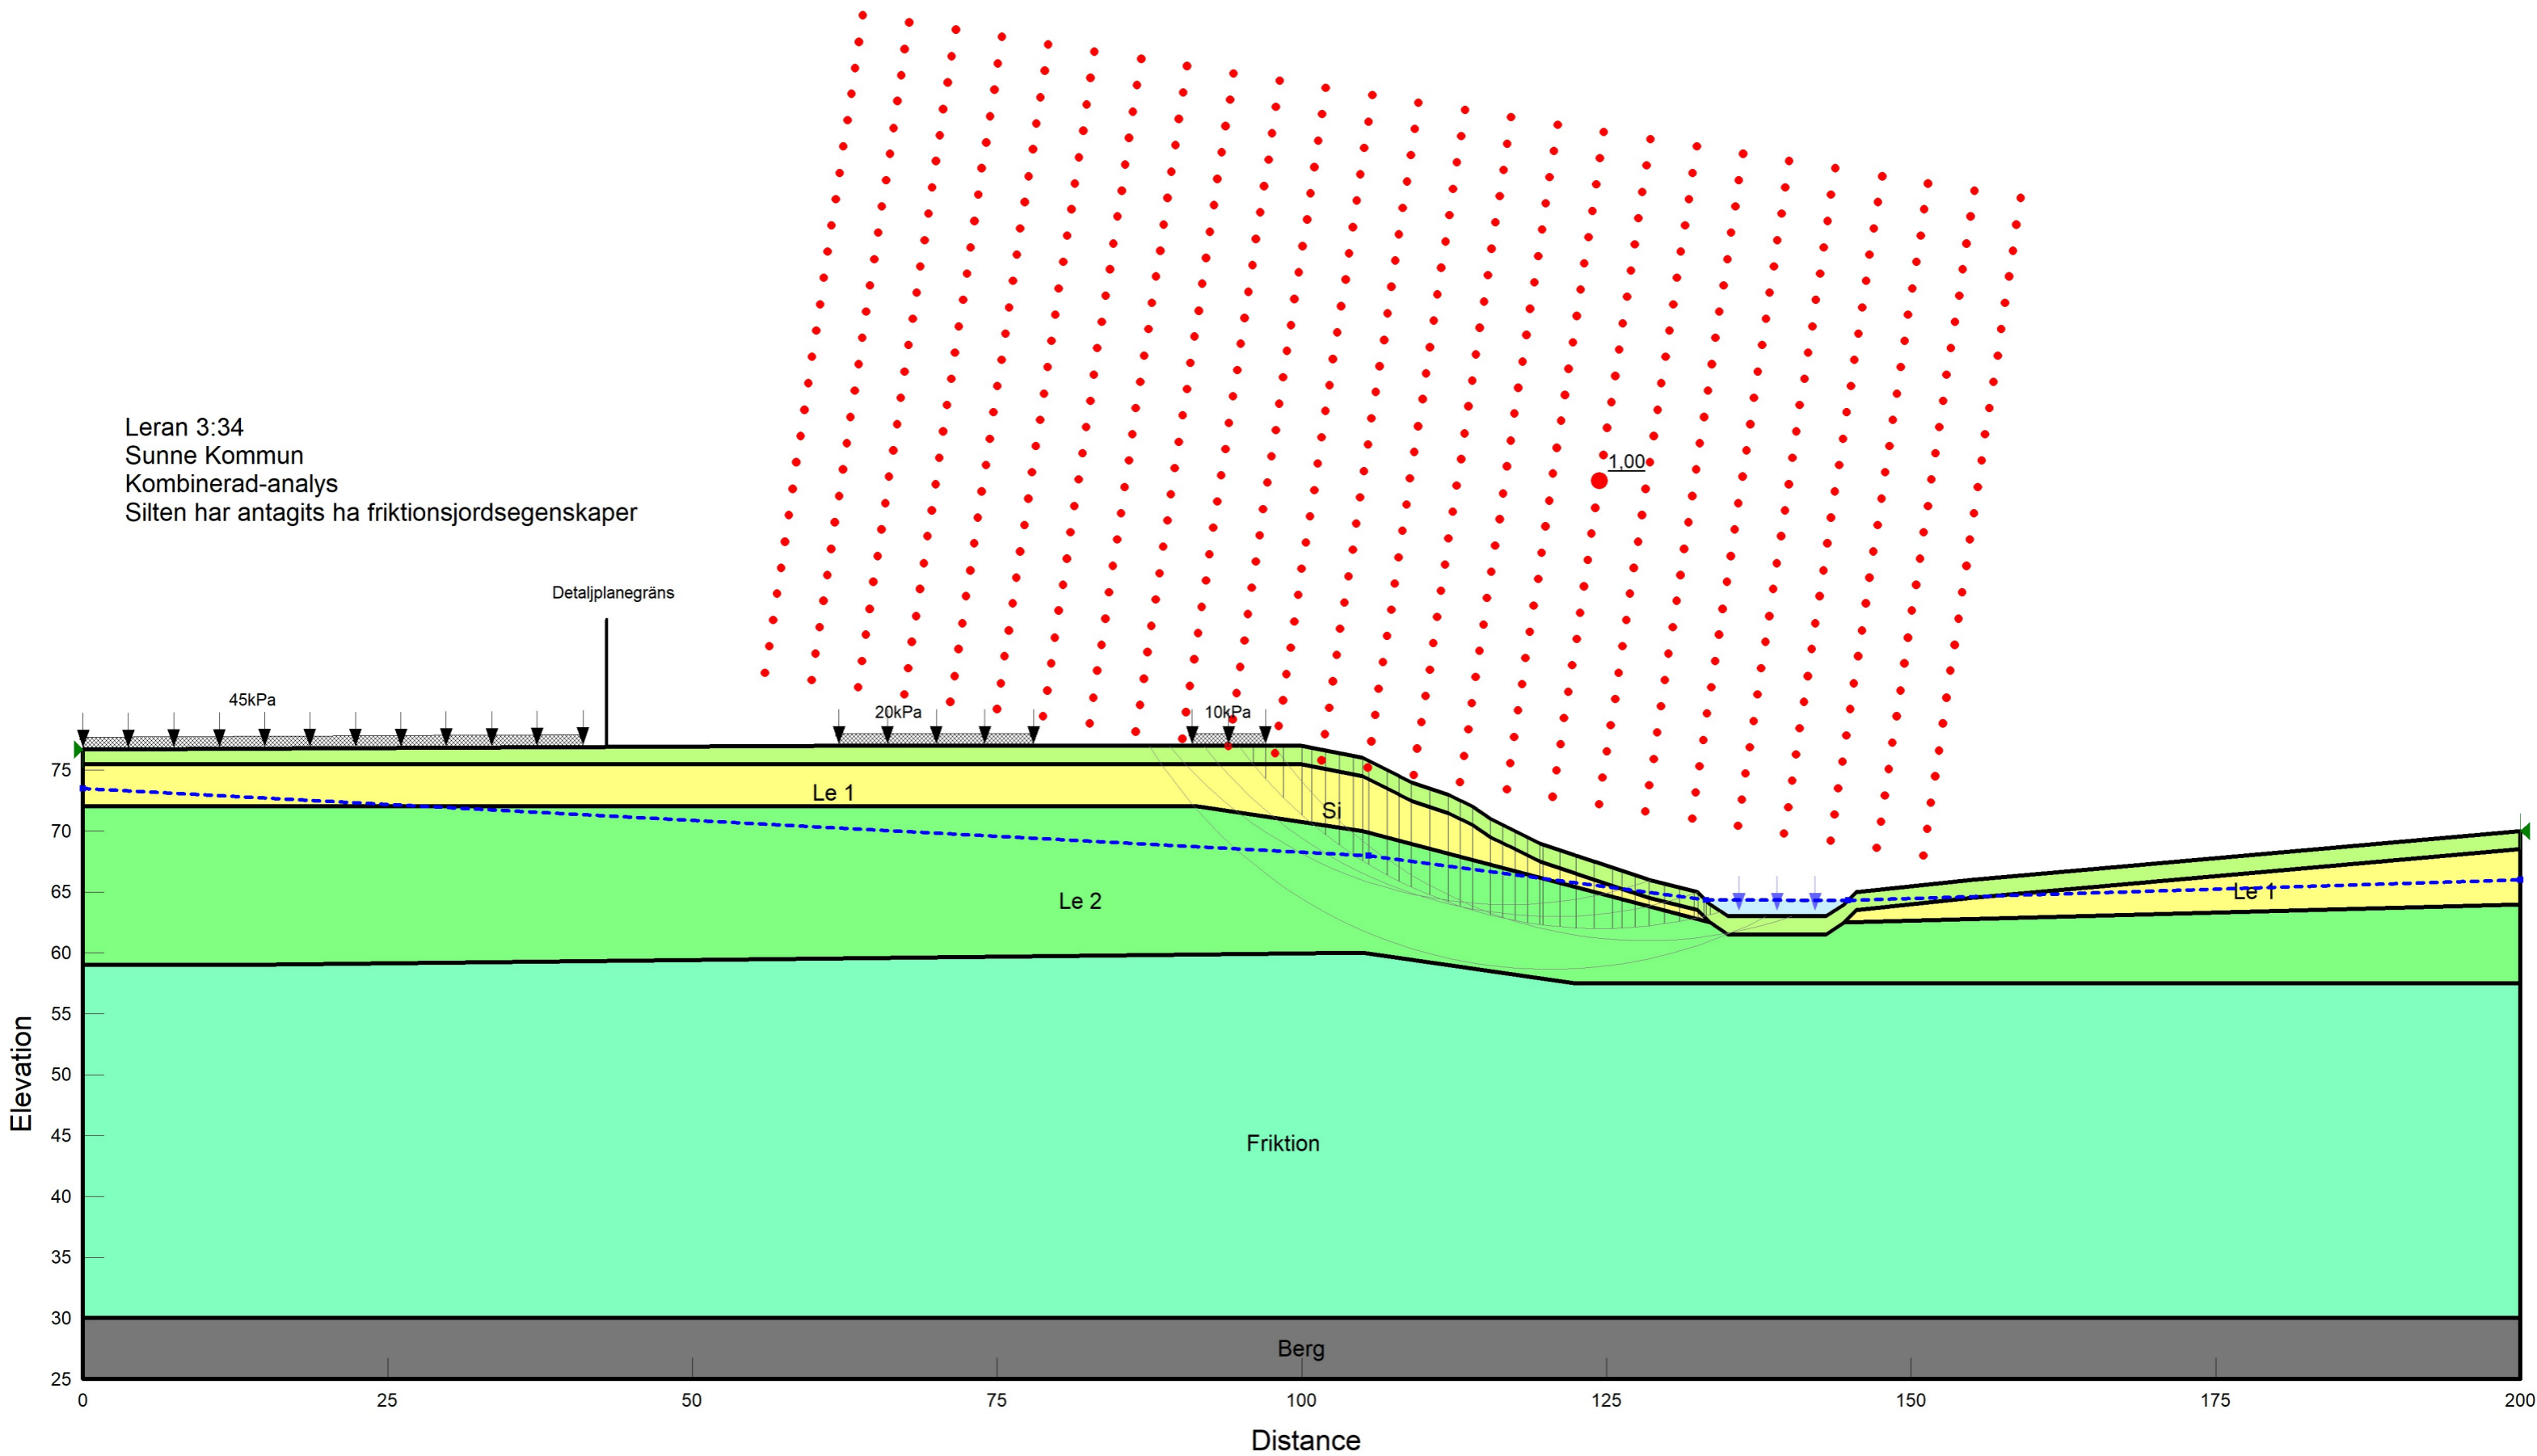 1,00
Leran 3:34
Sunne Kommun
Kombinerad-analys
Silten har antagits ha friktionsjordsegenskaper
Detaljplanegräns
45kPa
20kPa
10kPa
Le 1
Si
Le 2
Le 1
Friktion
Berg
Elevation
75
70
65
60
55
50
45
40
35
30
25
0
25
50
75
100
125
150
175
200
Distance